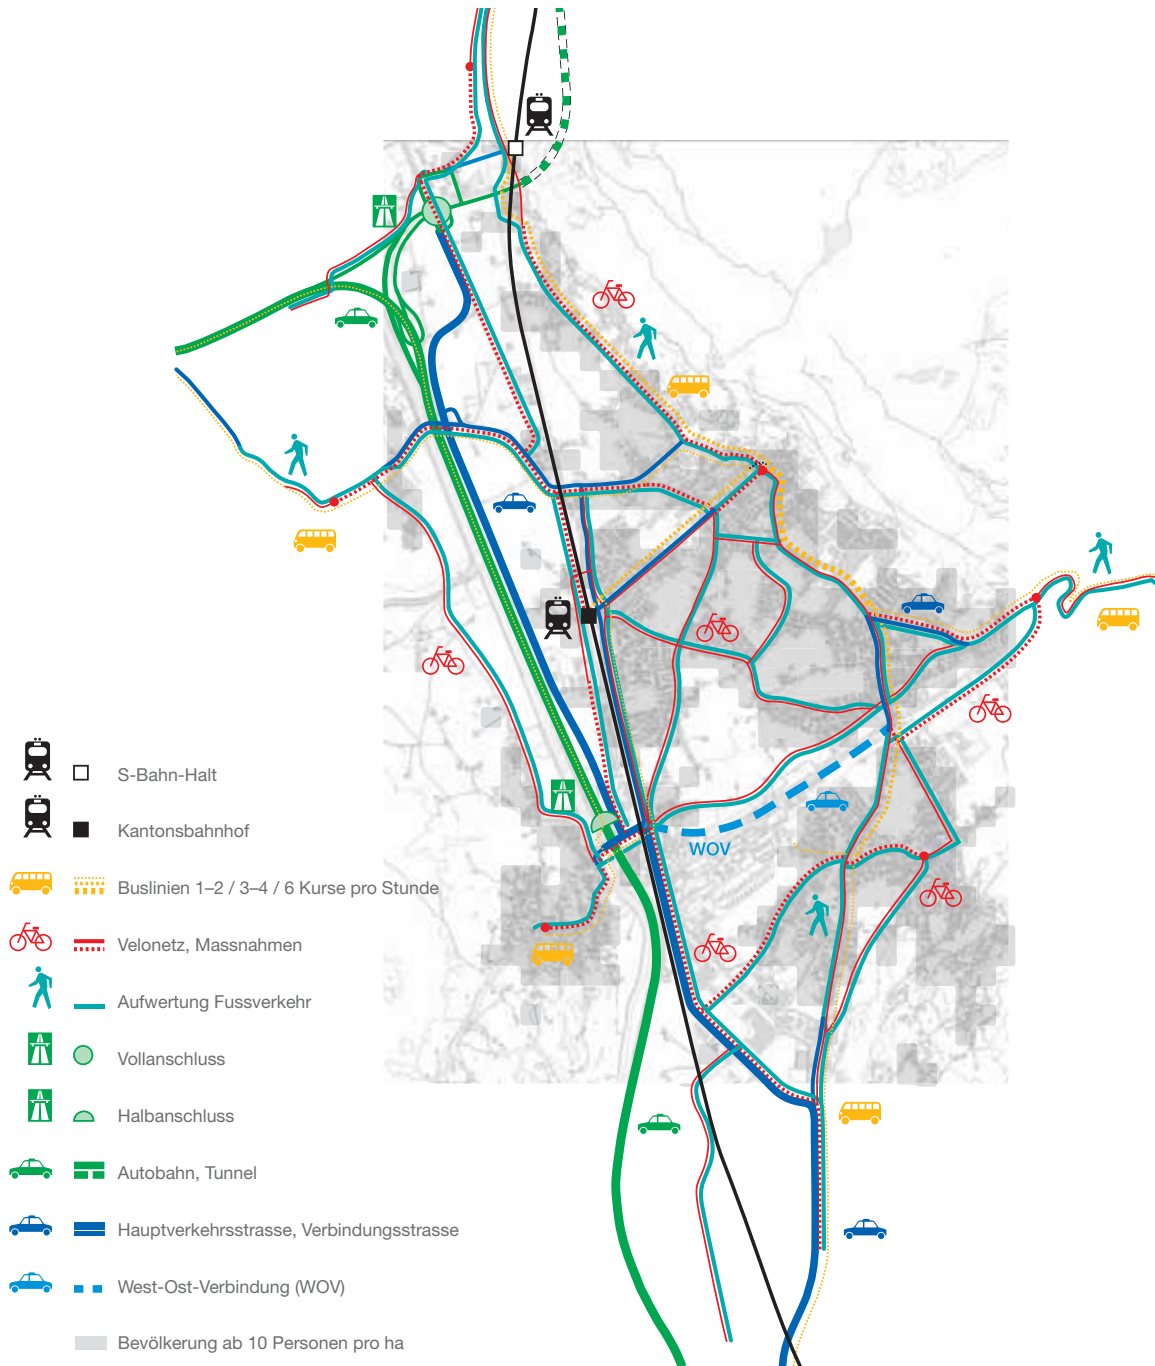 WOV
S-Bahn-Halt
Kantonsbahnhof
Buslinien 1–2 / 3–4 / 6 Kurse pro Stunde
Velonetz, Massnahmen
Aufwertung Fussverkehr
Vollanschluss
Halbanschluss
Autobahn, Tunnel
Hauptverkehrsstrasse, Verbindungsstrasse
West-Ost-Verbindung (WOV)
Bevölkerung ab 10 Personen pro ha